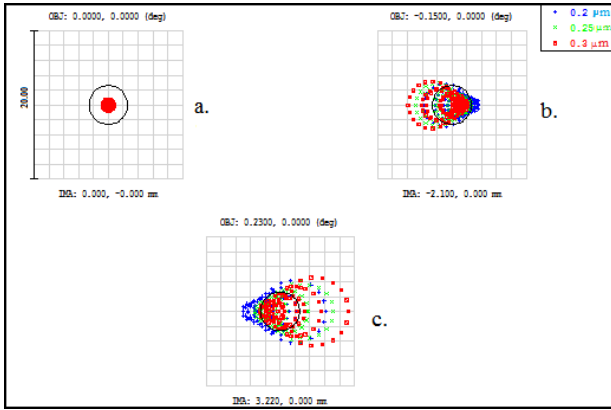 OBJ: 0.0000, 0.0000 (deg)
OBJ: -0.1500, 0.0000 (deg)
0.2 μm
0.25 μm
0.3 μm
20.00
a.
b.
IMA: 0.000, -0.000 mm
IMA: -2.100, 0.000 mm
OBJ: 0.2300, 0.0000 (deg)
c.
IMA: 3.220, 0.000 mm